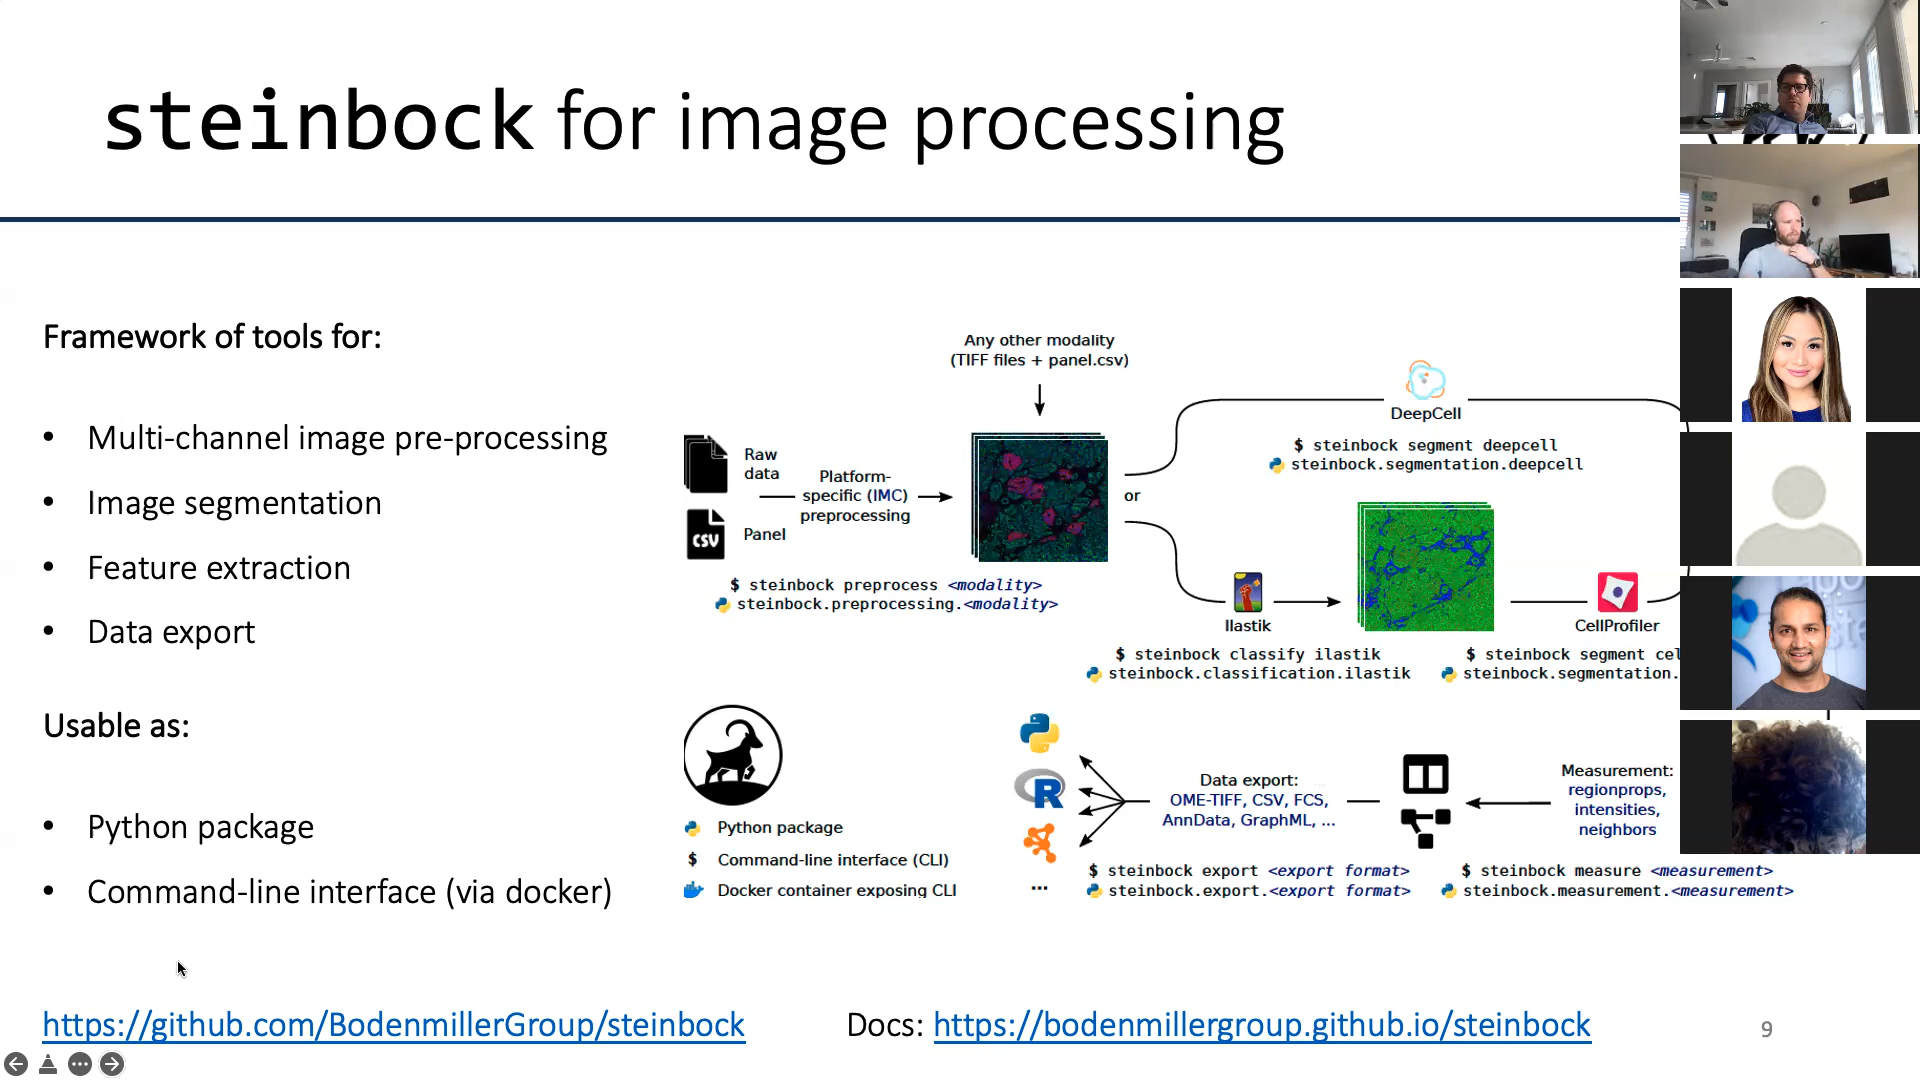 steinbock for image processing
Framework of tools for:
• Multi-channel image pre-processing
• Image segmentation
• Feature extraction
• Data export
Usable as:
• Python package
• Command-line interface (via docker)
Any other modality
(TIFF files + panel.csv)
Raw
data
CSV
Panel
Platform-
specific (IMC)
preprocessing
$ steinbock preprocess <modality>
steinbock.preprocessing.<modality>
or
DeepCell
$ steinbock segment deepcell
steinbock.segmentation.deepcell
Ilastik
CellProfiler
$ steinbock classify ilastik
steinbock.classification.ilastik
$ steinbock segment cel
steinbock.segmentation.
Python package
$ Command-line interface (CLI)
Docker container exposing CLI
R
...
Data export:
OME-TIFF, CSV, FCS,
AnnData, GraphML, ...
$ steinbock export <export format>
steinbock.export.<export format>
Measurement:
regionprops,
intensities,
neighbors
$ steinbock measure <measurement>
steinbock.measurement.<measurement>
https://github.com/BodenmillerGroup/steinbock
Docs: https://bodenmillergroup.github.io/steinbock
9